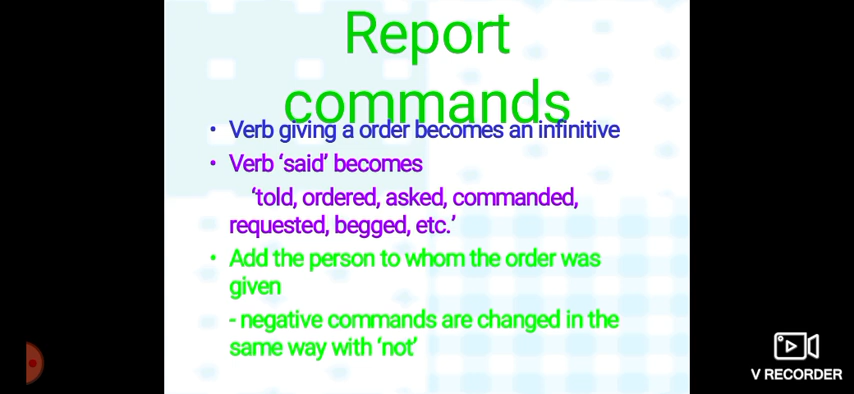 Report
commands
• Verb giving a order becomes an infinitive
• Verb ‘said’ becomes
‘told, ordered, asked, commanded,
requested, begged, etc.’
• Add the person to whom the order was
given
- negative commands are changed in the
same way with ‘not’
V RECORDER